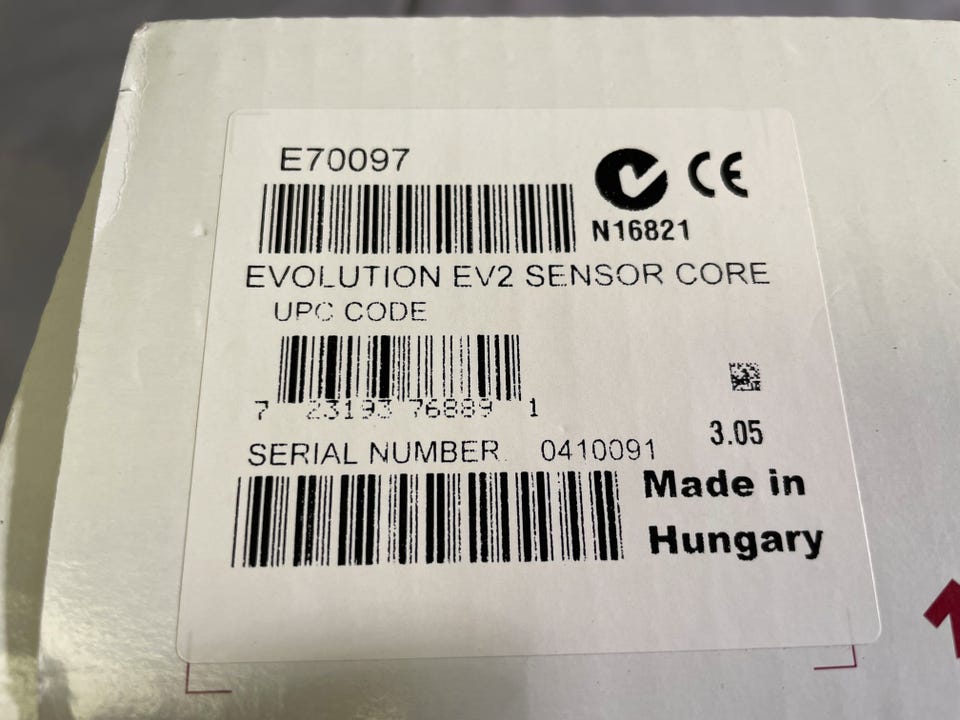 E70097
CE
N16821
EVOLUTION EV2 SENSOR CORE
UPC CODE
7 23193 76889 1
SERIAL NUMBER 0410091
3.05
Made in
Hungary